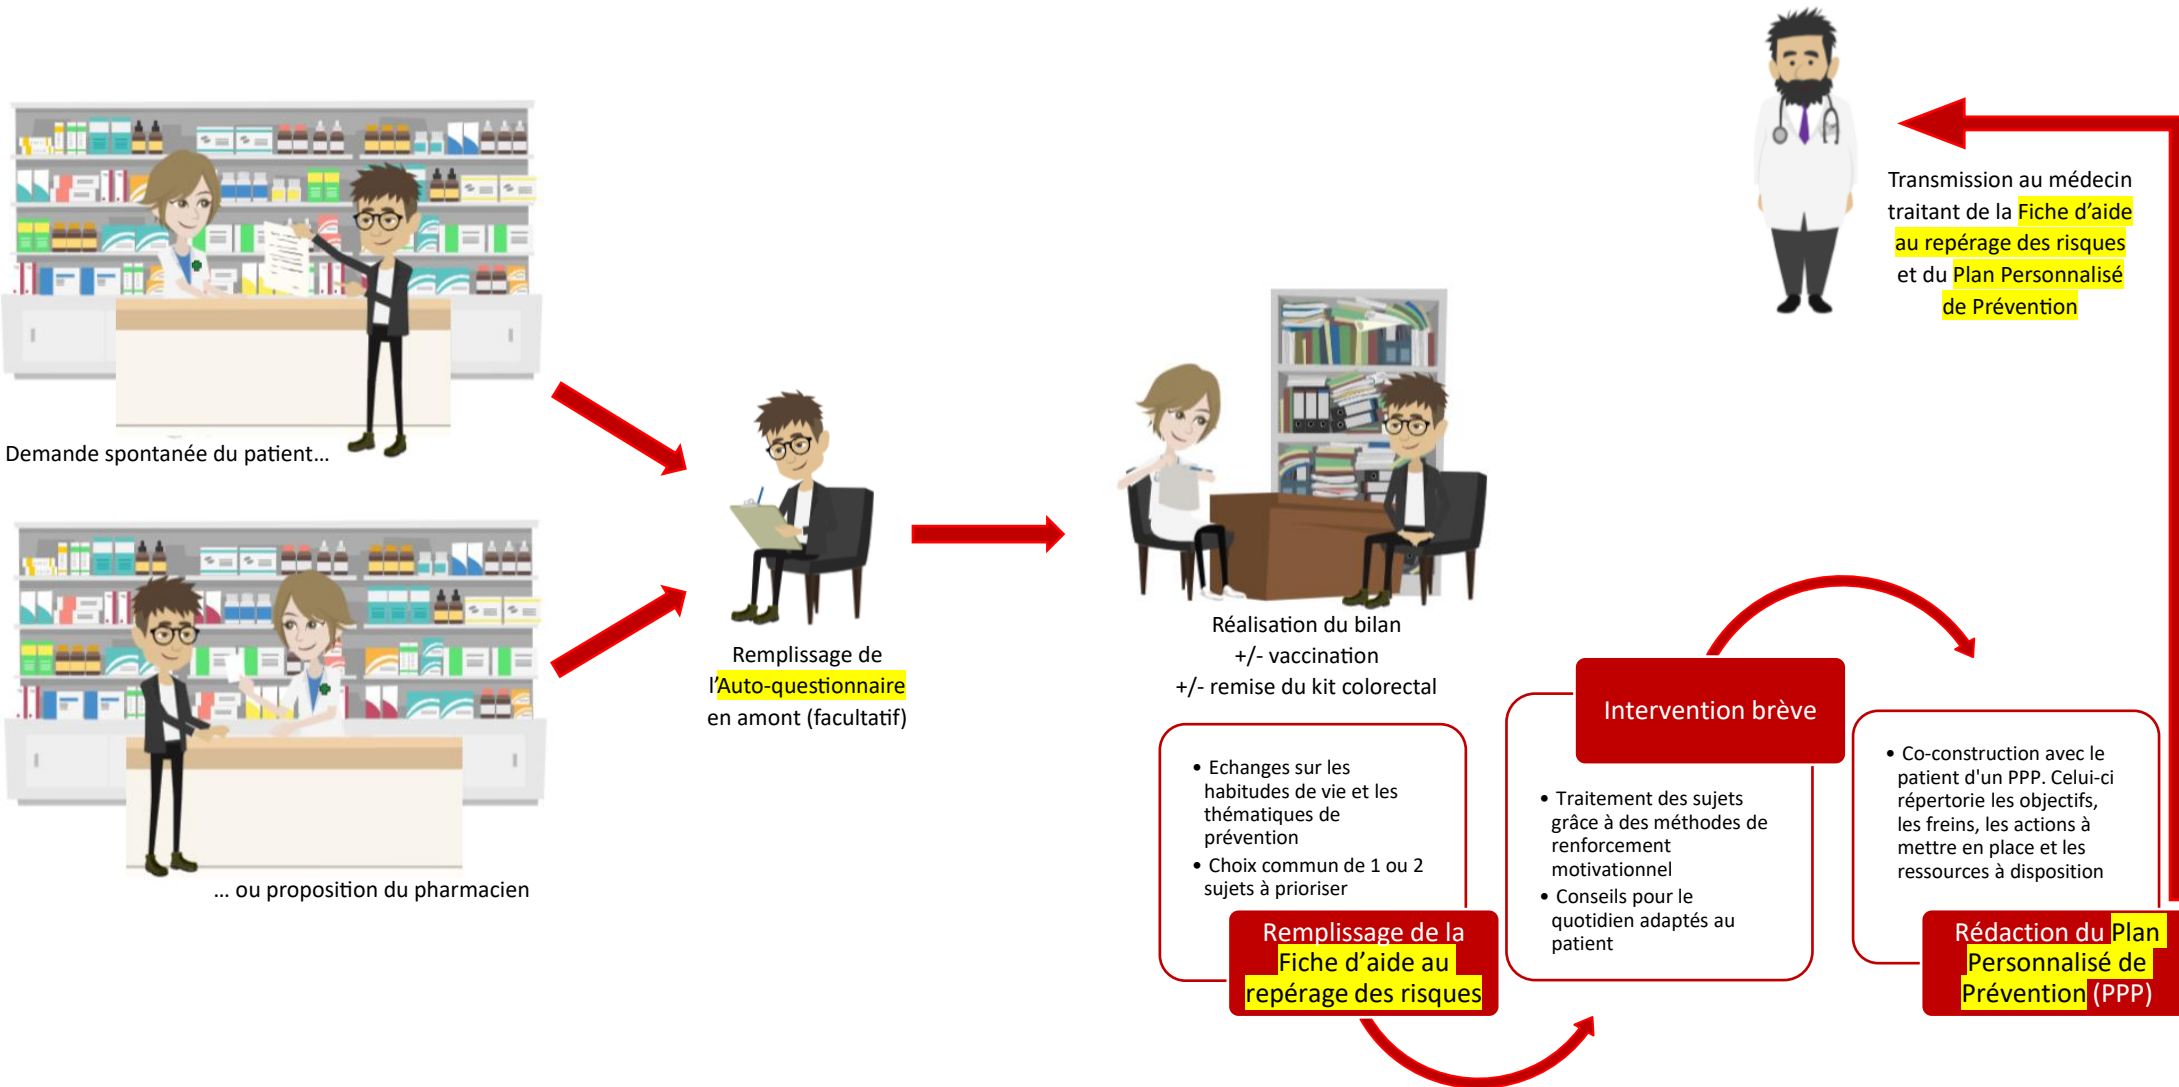 Demande spontanée du patient…
… ou proposition du pharmacien
Remplissage de
l'Auto-questionnaire
en amont (facultatif)
Réalisation du bilan
+/- vaccination
+/- remise du kit colorectal
• Echanges sur les
habitudes de vie et les
thématiques de
prévention
• Choix commun de 1 ou 2
sujets à prioriser
Remplissage de la
Fiche d'aide au
repérage des risques
Intervention brève
• Traitement des sujets
grâce à des méthodes de
renforcement
motivationnel
• Conseils pour le
quotidien adaptés au
patient
• Co-construction avec le
patient d'un PPP. Celui-ci
répertorie les objectifs,
les freins, les actions à
mettre en place et les
ressources à disposition
Rédaction du Plan
Personnalisé de
Prévention (PPP)
Transmission au médecin
traitant de la Fiche d'aide
au repérage des risques
et du Plan Personnalisé
de Prévention